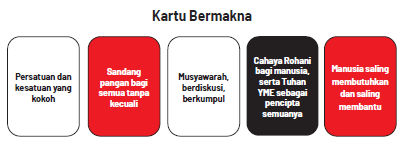 Kartu Bermakna
Persatuan dan
kesatuan yang
kokoh
Sandang
pangan bagi
semua tanpa
kecuali
Musyawarah,
berdiskusi,
berkumpul
Cahaya Rohani
bagi manusia,
serta Tuhan
YME sebagai
pencipta
semuanya
Manusia saling
membutuhkan
dan saling
membantu